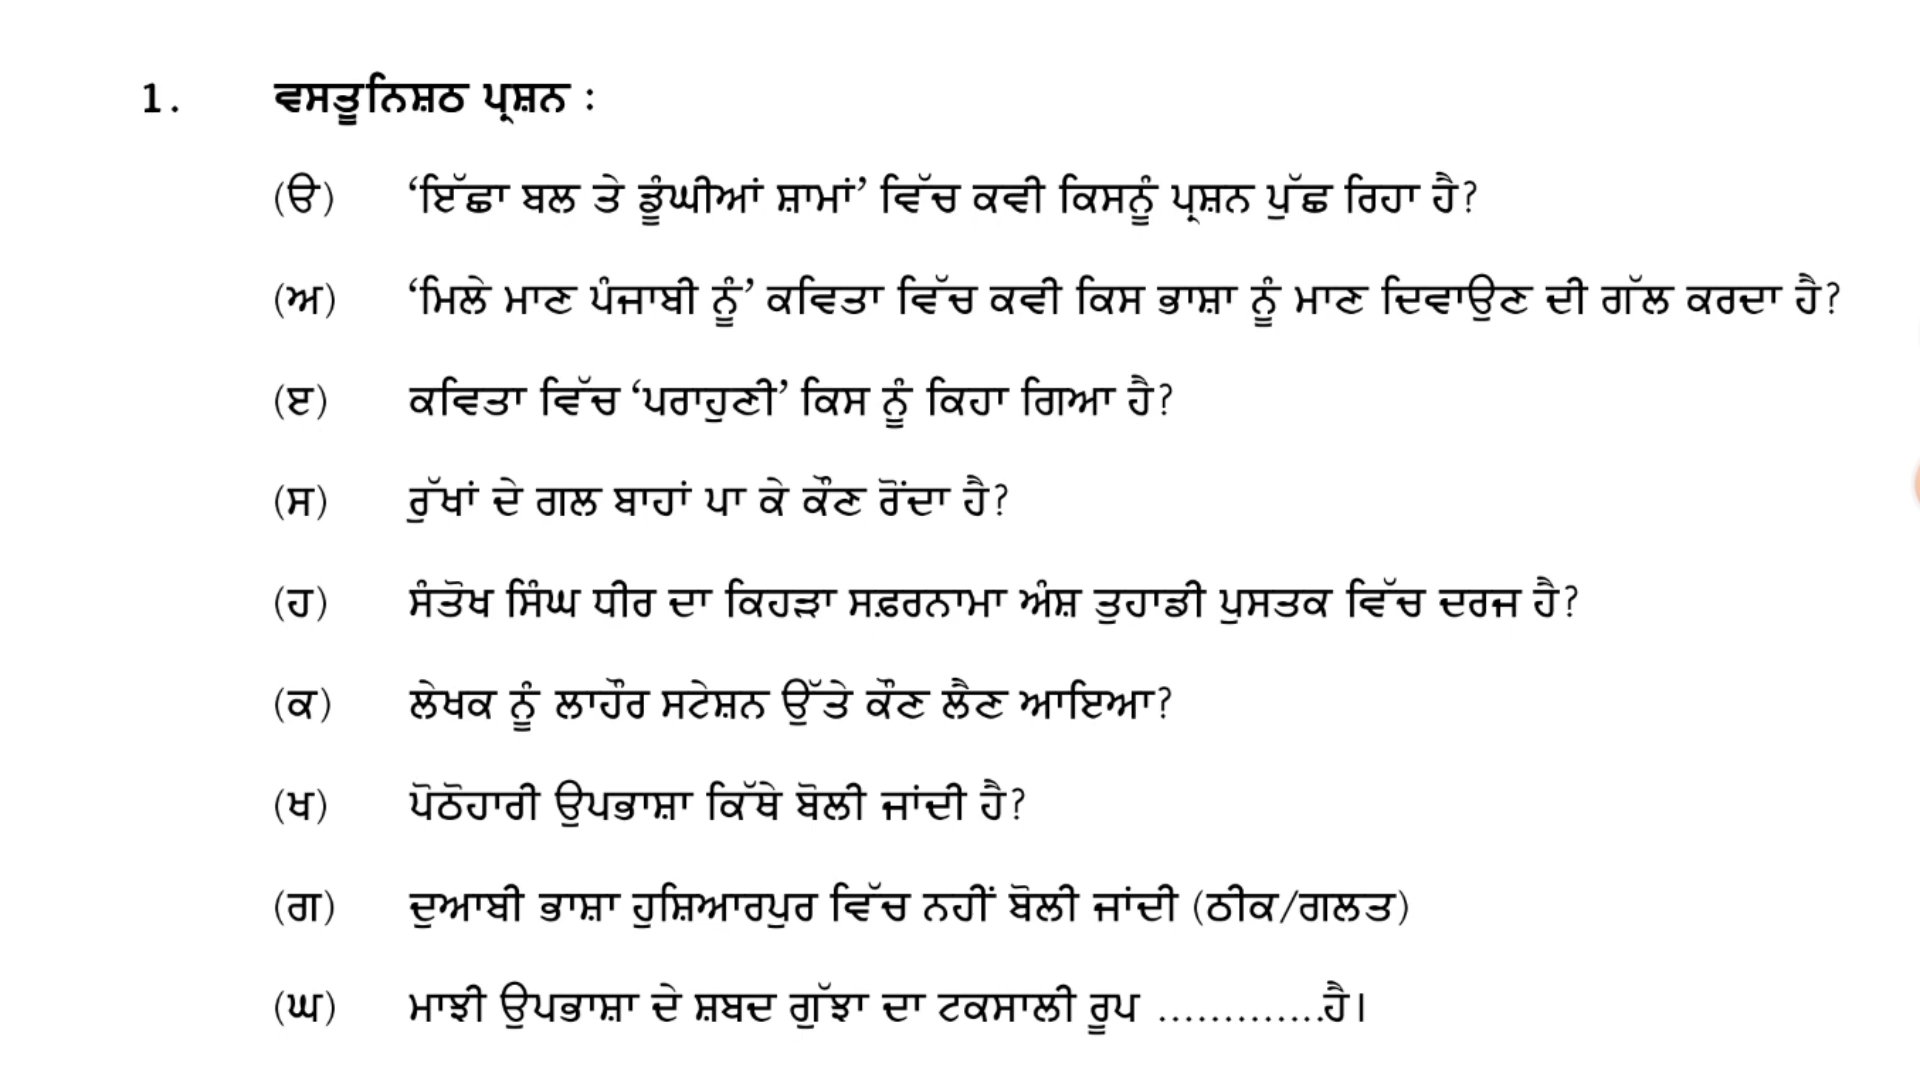 1. ਵਸਤੂਨਿਸ਼ਠ ਪ੍ਰਸ਼ਨ :
(ੳ) ‘ਇੱਛਾ ਬਲ ਤੇ ਡੂੰਘੀਆਂ ਸ਼ਾਮਾਂ’ ਵਿੱਚ ਕਵੀ ਕਿਸਨੂੰ ਪ੍ਰਸ਼ਨ ਪੁੱਛ ਰਿਹਾ ਹੈ?
(ਅ) ‘ਮਿਲੇ ਮਾਣ ਪੰਜਾਬੀ ਨੂੰ’ ਕਵਿਤਾ ਵਿੱਚ ਕਵੀ ਕਿਸ ਭਾਸ਼ਾ ਨੂੰ ਮਾਣ ਦਿਵਾਉਣ ਦੀ ਗੱਲ ਕਰਦਾ ਹੈ?
(ੲ) ਕਵਿਤਾ ਵਿੱਚ ‘ਪਰਾਹੁਣੀ’ ਕਿਸ ਨੂੰ ਕਿਹਾ ਗਿਆ ਹੈ?
(ਸ) ਰੁੱਖਾਂ ਦੇ ਗਲ ਬਾਹਾਂ ਪਾ ਕੇ ਕੌਣ ਰੋਂਦਾ ਹੈ?
(ਹ) ਸੰਤੋਖ ਸਿੰਘ ਧੀਰ ਦਾ ਕਿਹੜਾ ਸਫ਼ਰਨਾਮਾ ਅੰਸ਼ ਤੁਹਾਡੀ ਪੁਸਤਕ ਵਿੱਚ ਦਰਜ ਹੈ?
(ਕ) ਲੇਖਕ ਨੂੰ ਲਾਹੌਰ ਸਟੇਸ਼ਨ ਉੱਤੇ ਕੌਣ ਲੈਣ ਆਇਆ?
(ਖ) ਪੋਠੋਹਾਰੀ ਉਪਭਾਸ਼ਾ ਕਿੱਥੇ ਬੋਲੀ ਜਾਂਦੀ ਹੈ?
(ਗ) ਦੁਆਬੀ ਭਾਸ਼ਾ ਹੁਸ਼ਿਆਰਪੁਰ ਵਿੱਚ ਨਹੀਂ ਬੋਲੀ ਜਾਂਦੀ (ਠੀਕ/ਗਲਤ)
(ਘ) ਮਾਝੀ ਉਪਭਾਸ਼ਾ ਦੇ ਸ਼ਬਦ ਗੁੱਝਾ ਦਾ ਟਕਸਾਲੀ ਰੂਪ .............ਹੈ।